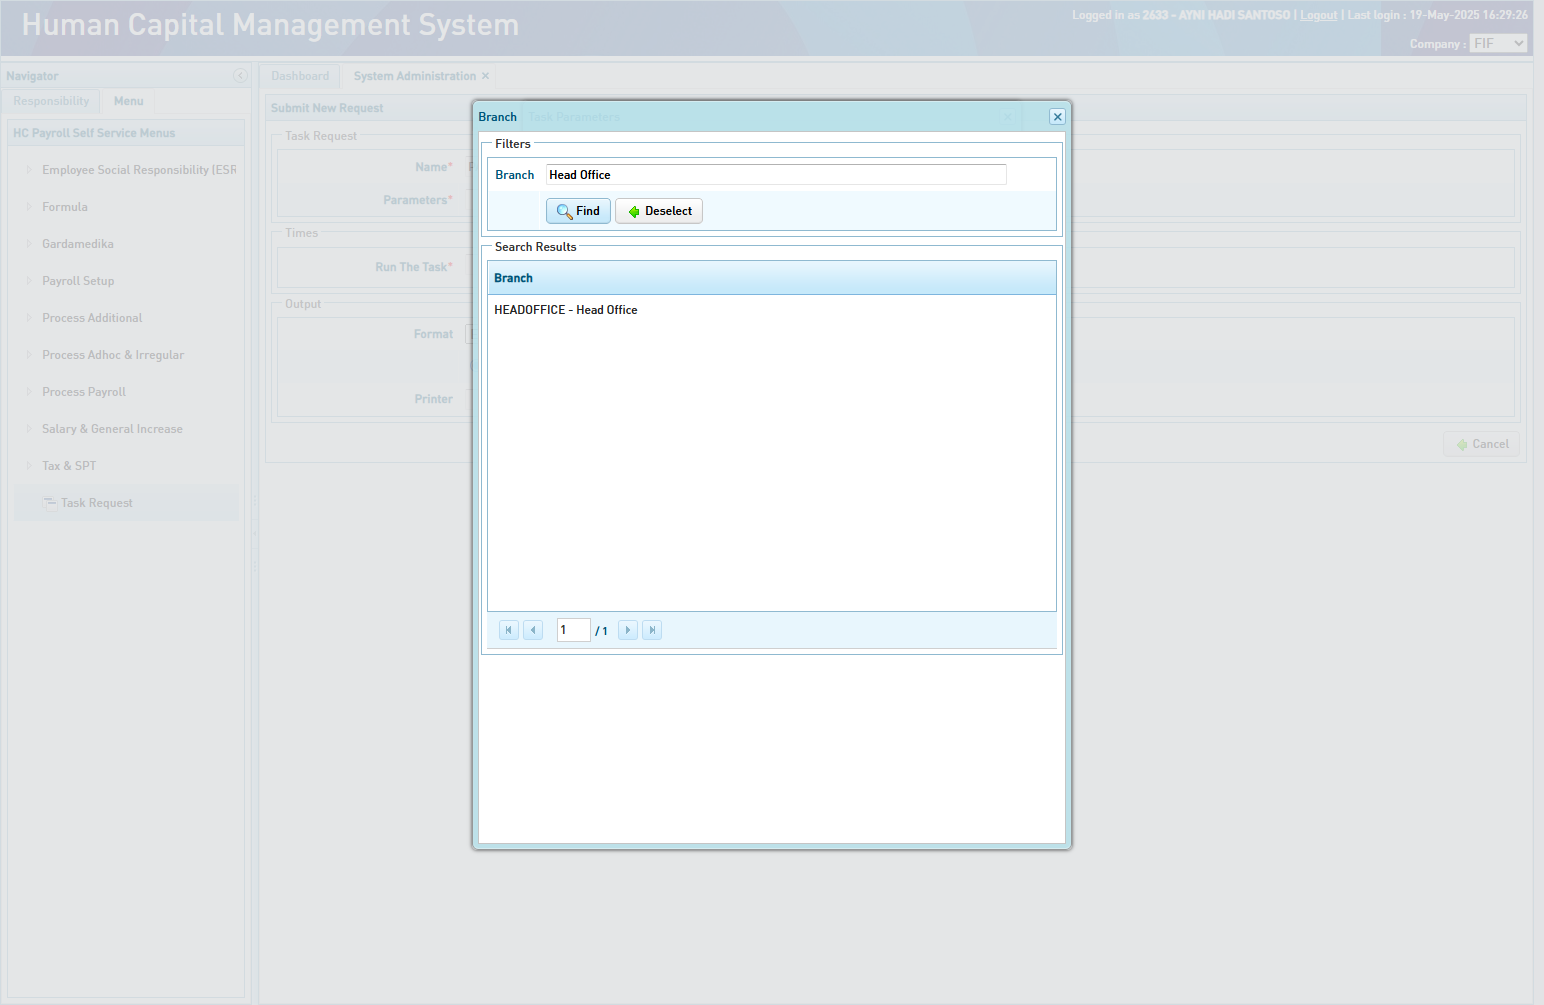 Human Capital Management System
Logged in as 2633 - AYNI HADI SANTOSO | Logout | Last login : 19-May-2025 16:29:26
Company : FIF
Navigator
Responsibility
Menu
HC Payroll Self Service Menus
Employee Social Responsibility (ESR
Formula
Gardamedika
Payroll Setup
Process Additional
Process Adhoc & Irregular
Process Payroll
Salary & General Increase
Tax & SPT
Task Request
Dashboard
System Administration
Submit New Request
Task Request
Name*
Parameters*
Times
Run The Task*
Output
Format
Printer
Cancel
Branch
Task Parameters
Filters
Branch
Head Office
Find
Deselect
Search Results
Branch
HEADOFFICE - Head Office
1 / 1